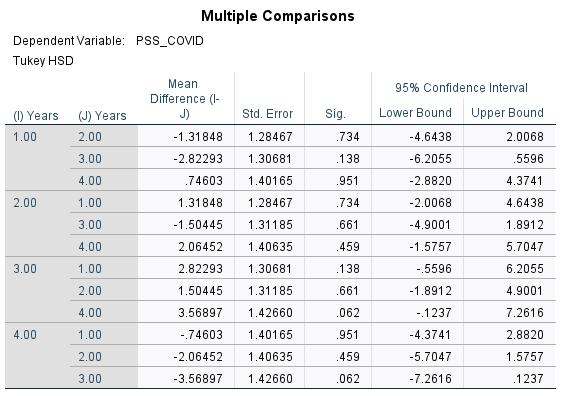 Multiple Comparisons
Dependent Variable: PSS_COVID
Tukey HSD
(I) Years (J) Years Mean Difference (I-J) Std. Error Sig. 95% Confidence Interval
Lower Bound Upper Bound
1.00 2.00 -1.31848 1.28467 .734 -4.6438 2.0068
3.00 -2.82293 1.30681 .138 -6.2055 .5596
4.00 .74603 1.40165 .951 -2.8820 4.3741
2.00 1.00 1.31848 1.28467 .734 -2.0068 4.6438
3.00 -1.50445 1.31185 .661 -4.9001 1.8912
4.00 2.06452 1.40635 .459 -1.5757 5.7047
3.00 1.00 2.82293 1.30681 .138 -.5596 6.2055
2.00 1.50445 1.31185 .661 -1.8912 4.9001
4.00 3.56897 1.42660 .062 -.1237 7.2616
4.00 1.00 -.74603 1.40165 .951 -4.3741 2.8820
2.00 -2.06452 1.40635 .459 -5.7047 1.5757
3.00 -3.56897 1.42660 .062 -7.2616 .1237